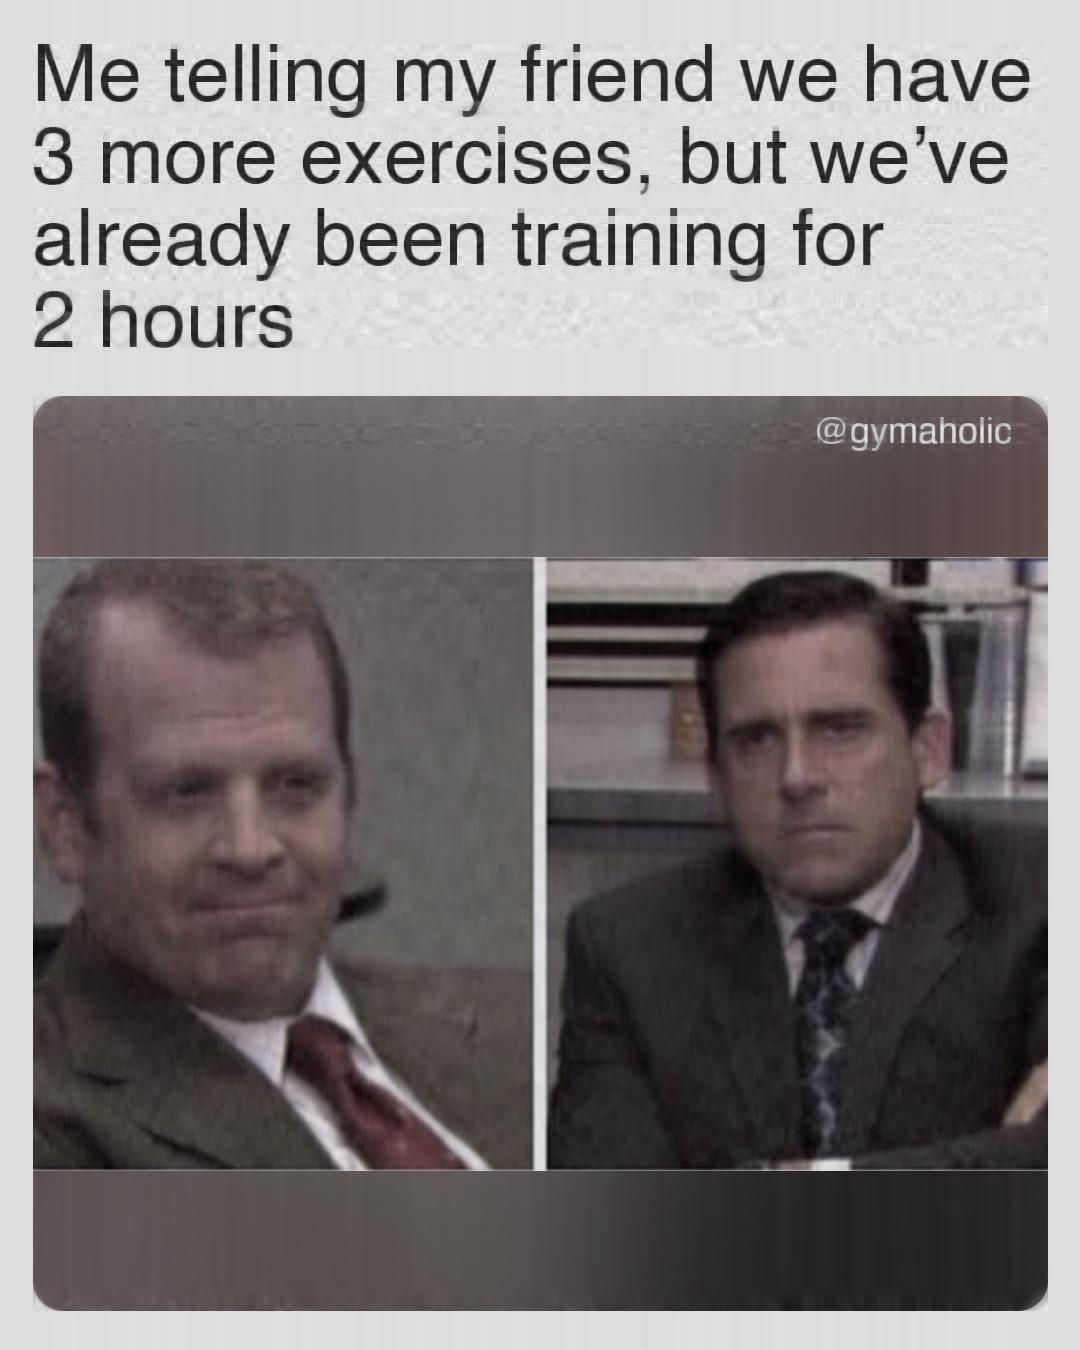 Me telling my friend we have
3 more exercises, but we’ve
already been training for
2 hours
@gymaholic